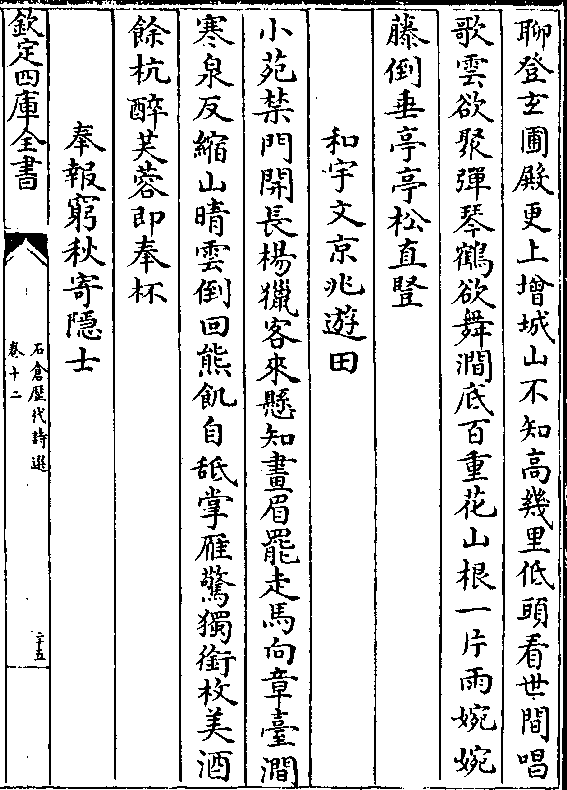 聊登玄圃殿更上增城山不知高幾里低頭看世間唱
歌雲欲聚彈琴鶴欲舞澗底百重花山根一片雨婉婉
藤倒垂亭亭松直豎
和宇文京兆遊田
小苑禁門開長楊獵客來懸知畫眉罷走馬向章臺澗
寒泉反縮山晴雲倒回熊飢自舐掌雁驚獨銜枚美酒
餘杭醉芙蓉即奉杯
奉報窮秋寄隱士
欽定四庫全書
石倉歷代詩選
卷十二
二十五